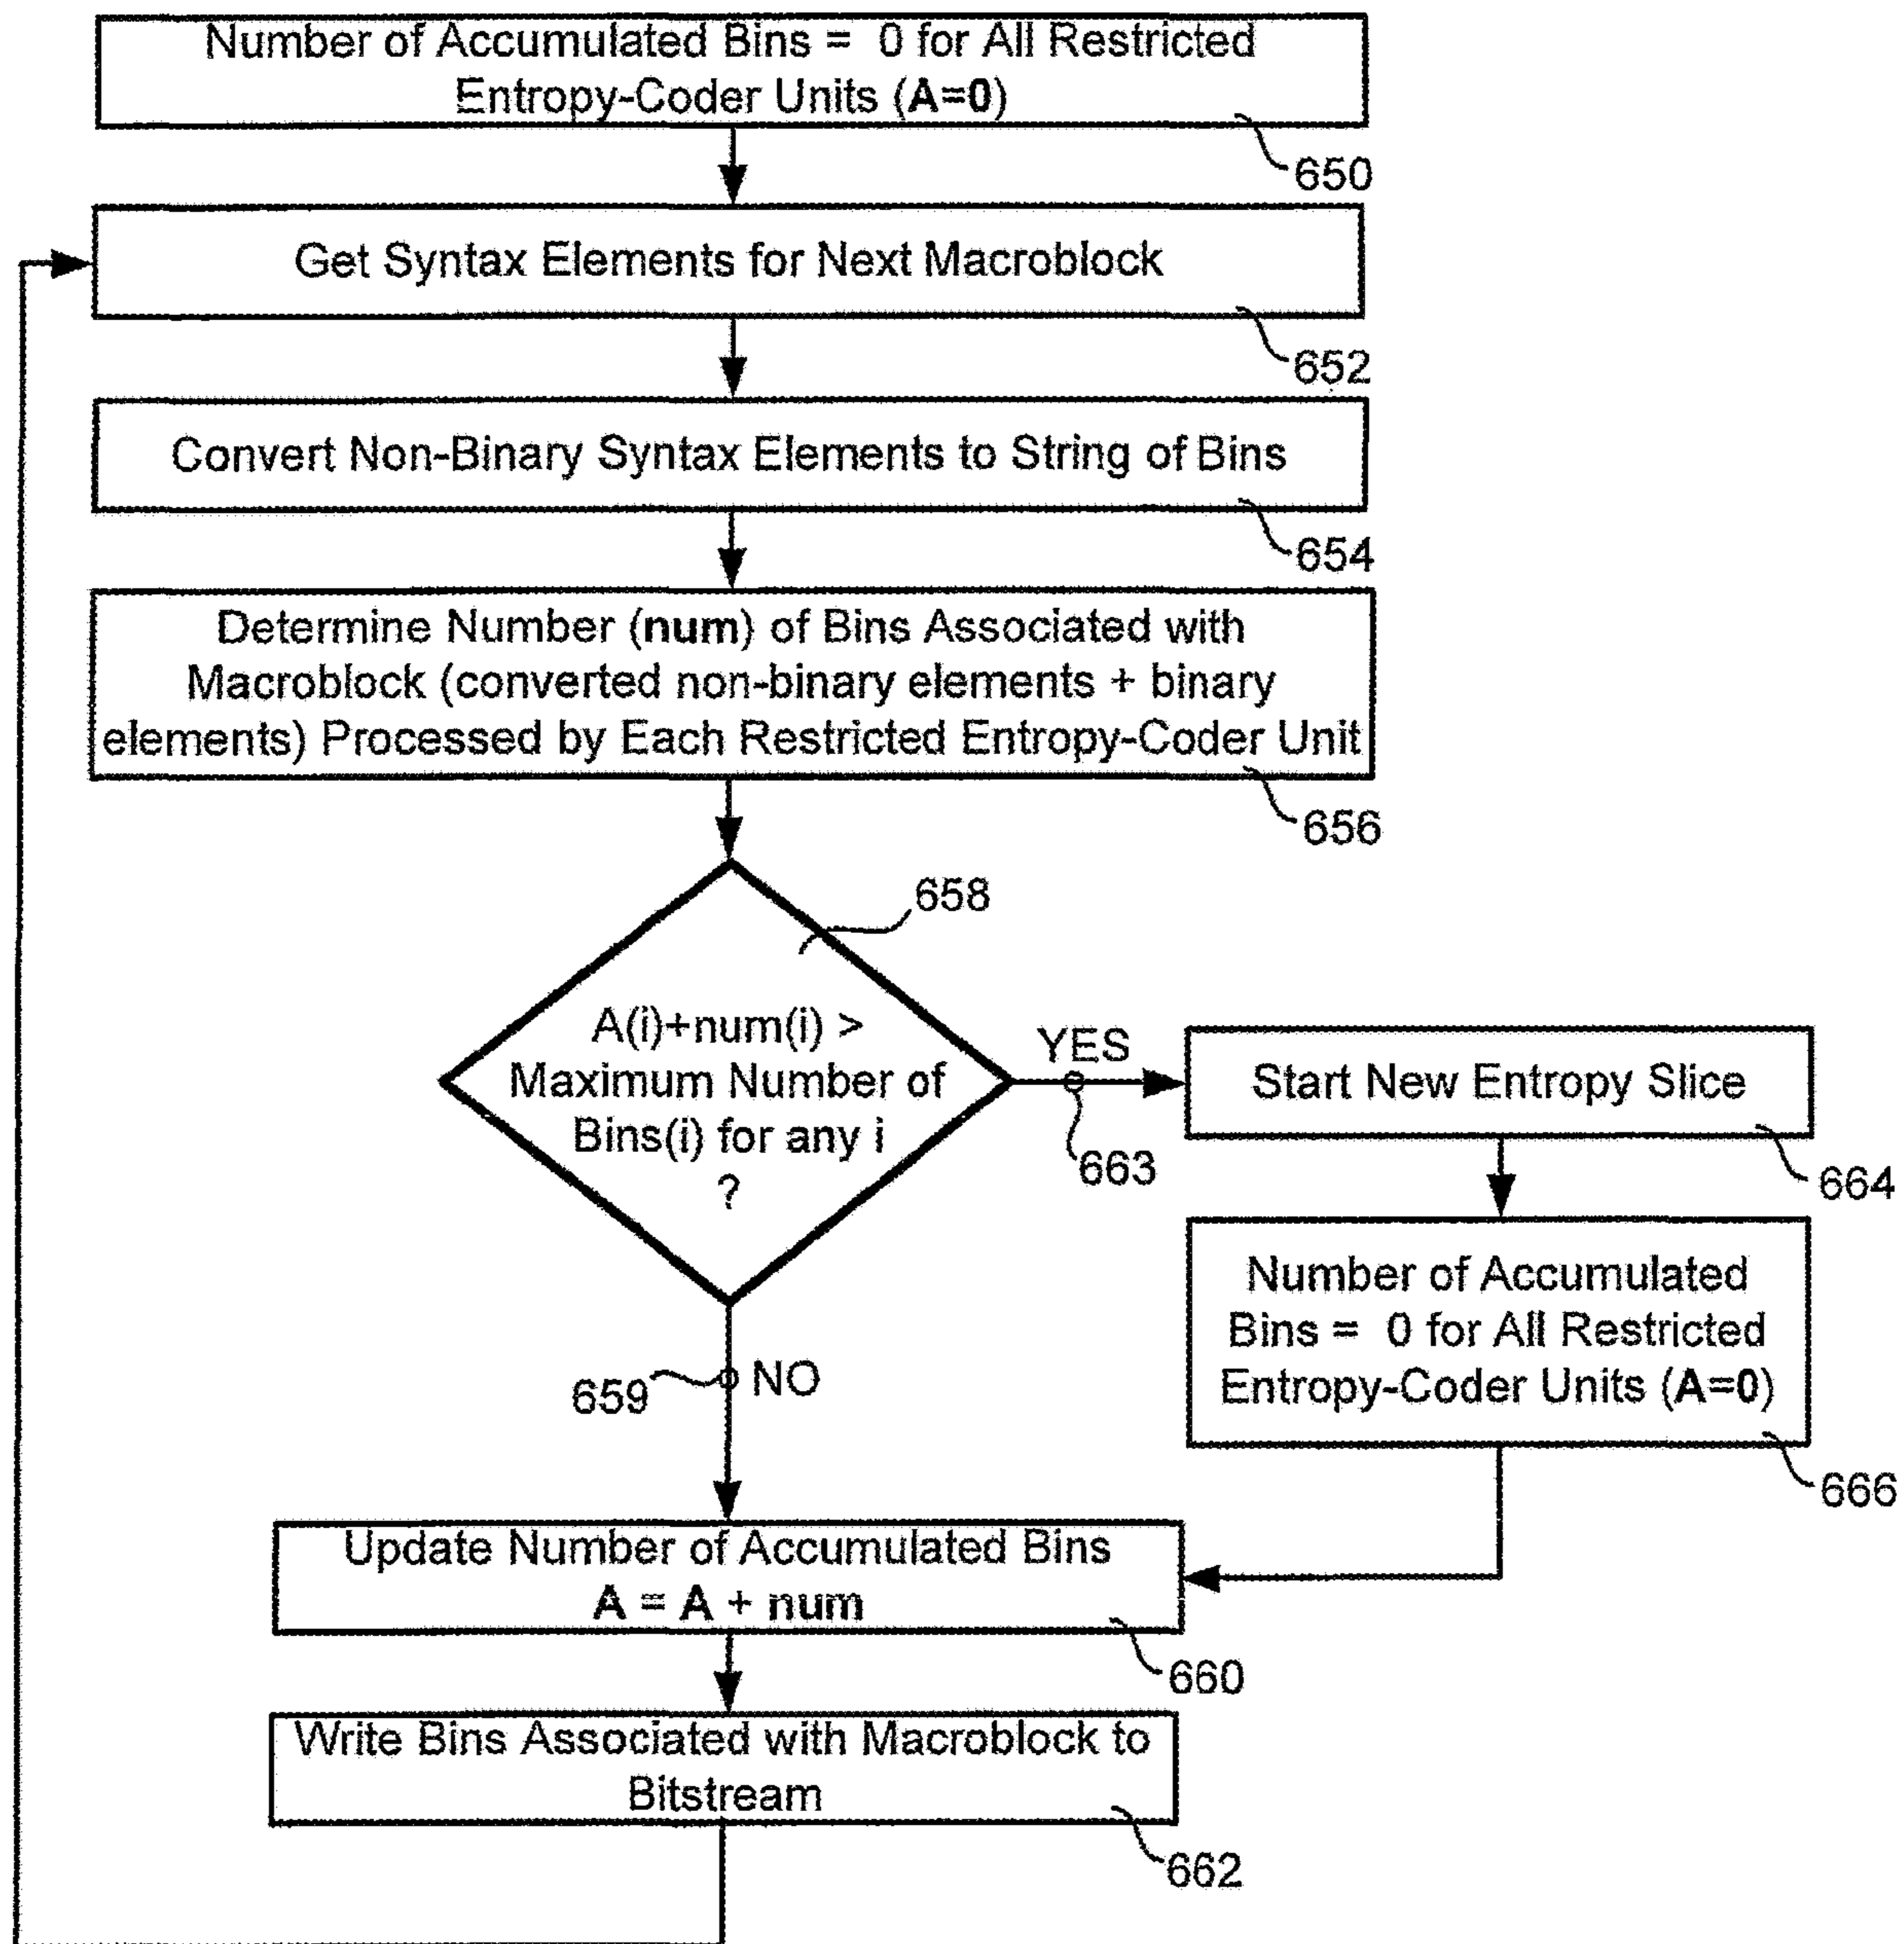 Number of Accumulated Bins = 0 for All Restricted
Entropy-Coder Units (A=0)
650
Get Syntax Elements for Next Macroblock
652
Convert Non-Binary Syntax Elements to String of Bins
654
Determine Number (num) of Bins Associated with
Macroblock (converted non-binary elements + binary
elements) Processed by Each Restricted Entropy-Coder Unit
656
658
A(i)+num(i) >
Maximum Number of
Bins(i) for any i
?
YES
663
Start New Entropy Slice
664
Number of Accumulated
Bins = 0 for All Restricted
Entropy-Coder Units (A=0)
666
659
NO
Update Number of Accumulated Bins
A = A + num
660
Write Bins Associated with Macroblock to
Bitstream
662